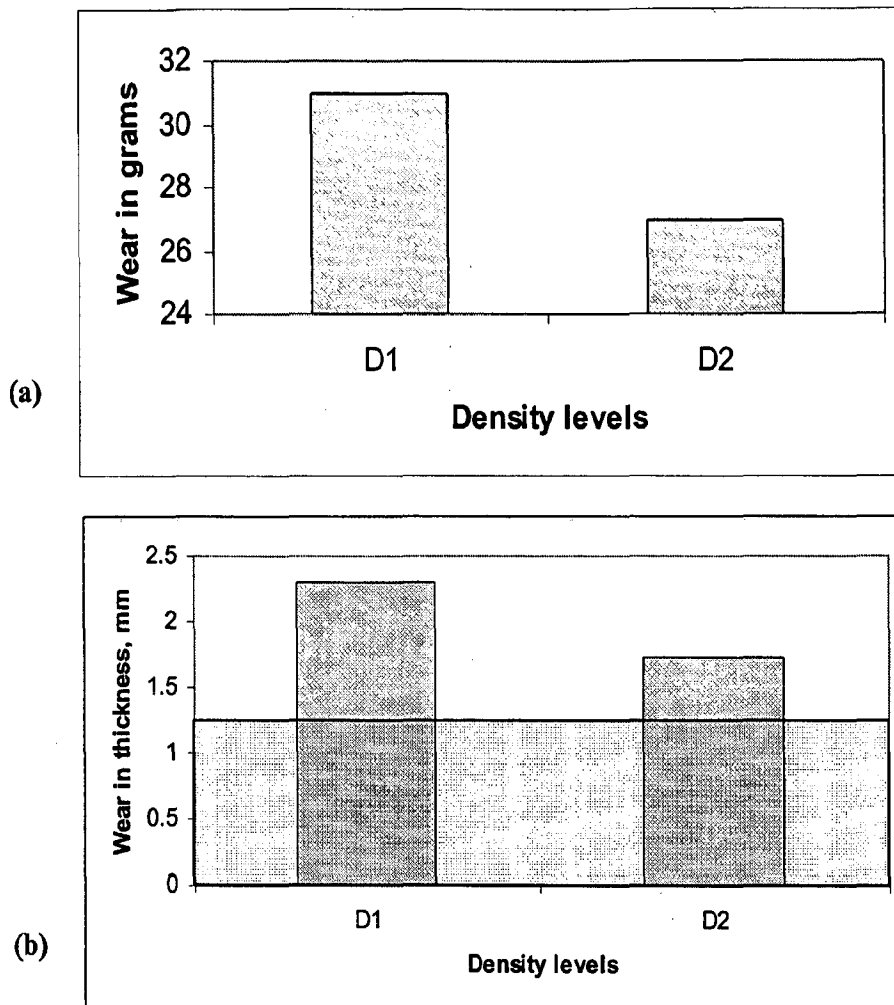 (a)
Wear in grams
32
30
28
26
24
D1 D2
Density levels
(b)
Wear in thickness, mm
2.5
2
1.5
1
0.5
0
D1 D2
Density levels